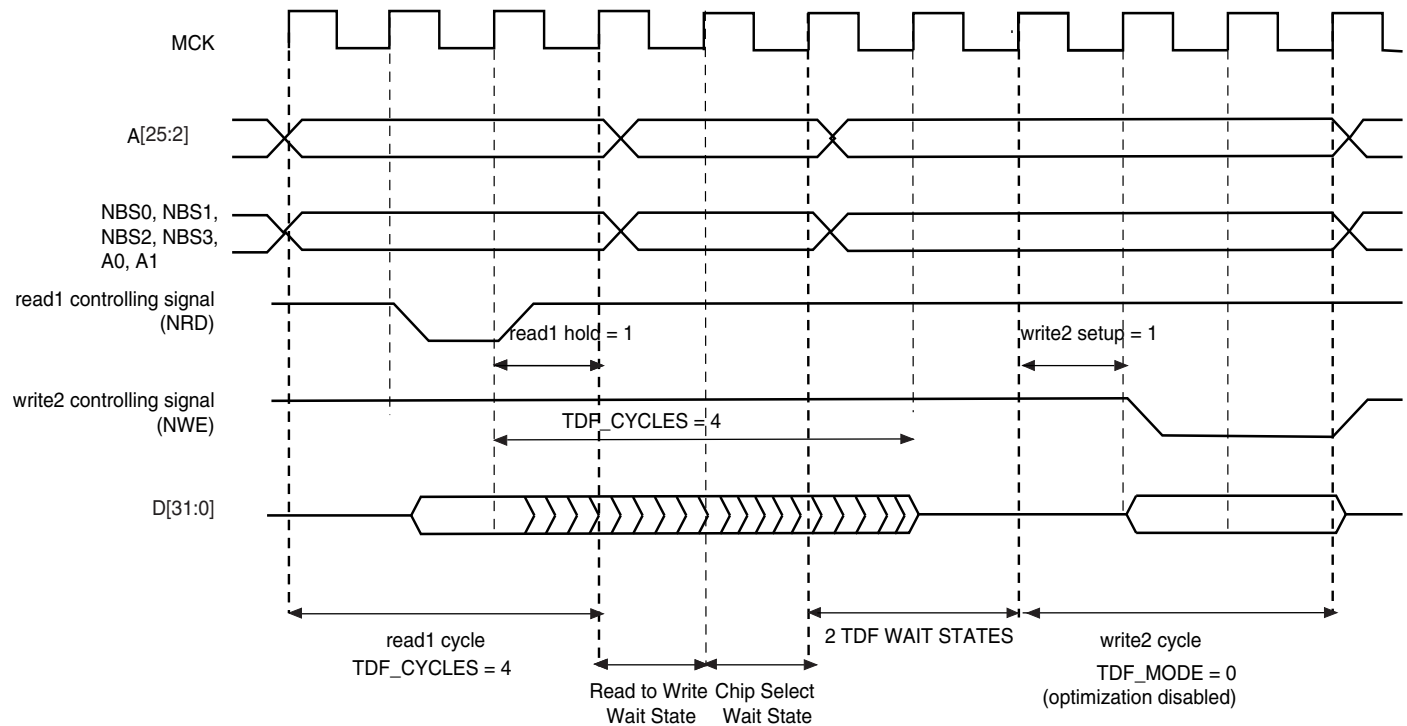 MCK
A[25:2]
NBS0, NBS1,
NBS2, NBS3,
A0, A1
read1 controlling signal
(NRD)
read1 hold = 1
write2 setup = 1
write2 controlling signal
(NWE)
TDF_CYCLES = 4
D[31:0]
read1 cycle
TDF_CYCLES = 4
2 TDF WAIT STATES
write2 cycle
TDF_MODE = 0
(optimization disabled)
Read to Write
Wait State
Chip Select
Wait State